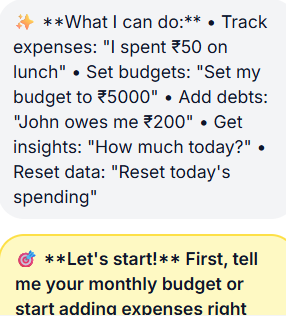 ✨ **What I can do:** • Track
expenses: "I spent ₹50 on
lunch" • Set budgets: "Set my
budget to ₹5000" • Add debts:
"John owes me ₹200" • Get
insights: "How much today?" •
Reset data: "Reset today's
spending"
🎯 **Let's start!** First, tell
me your monthly budget or
start adding expenses right